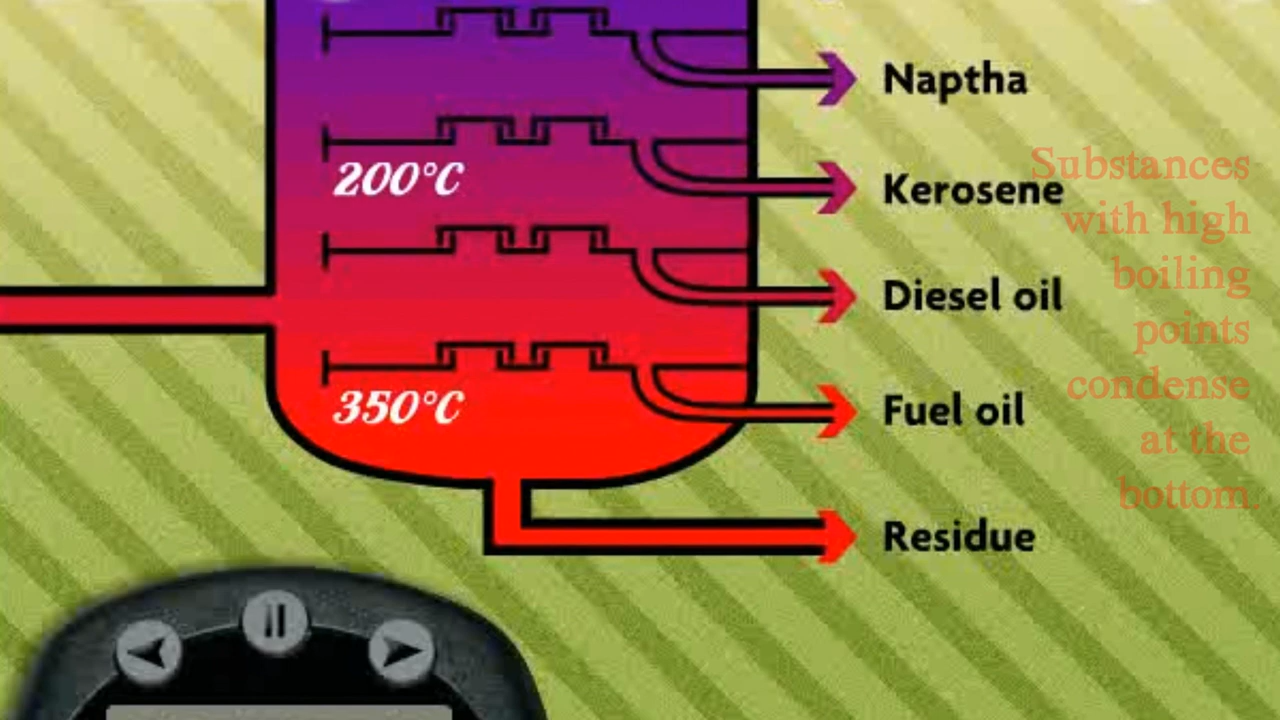 Naptha
200°C
Kerosene
Diesel oil
350°C
Fuel oil
Residue
Substances
with high
boiling
points
condense
at the
bottom.